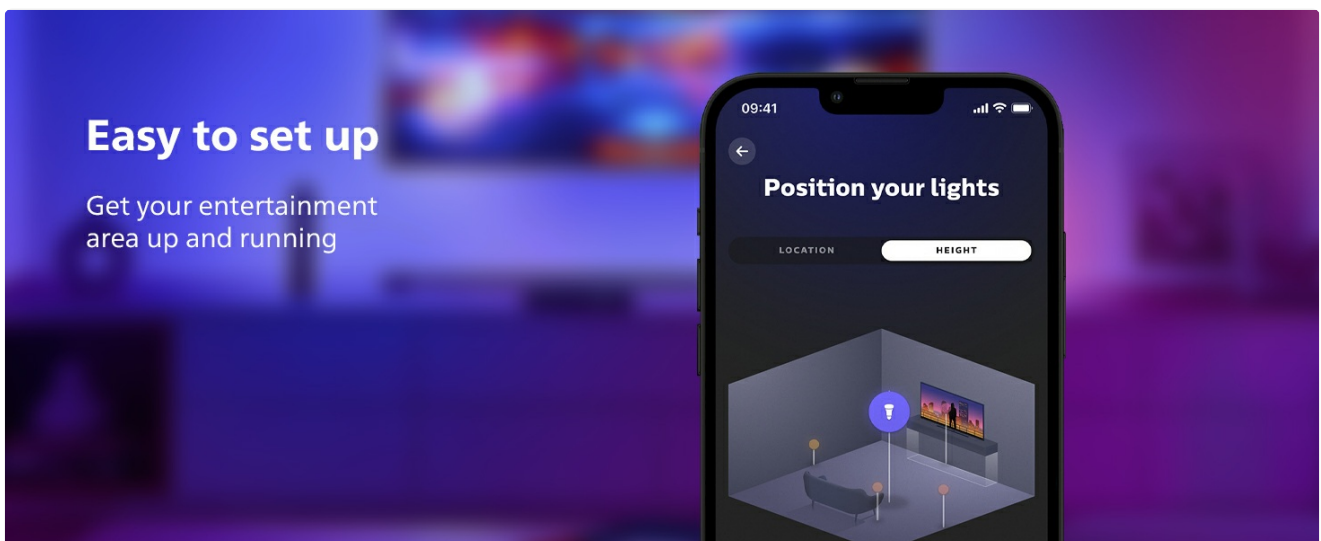 Easy to set up
Get your entertainment
area up and running
09:41
Position your lights
LOCATION
HEIGHT